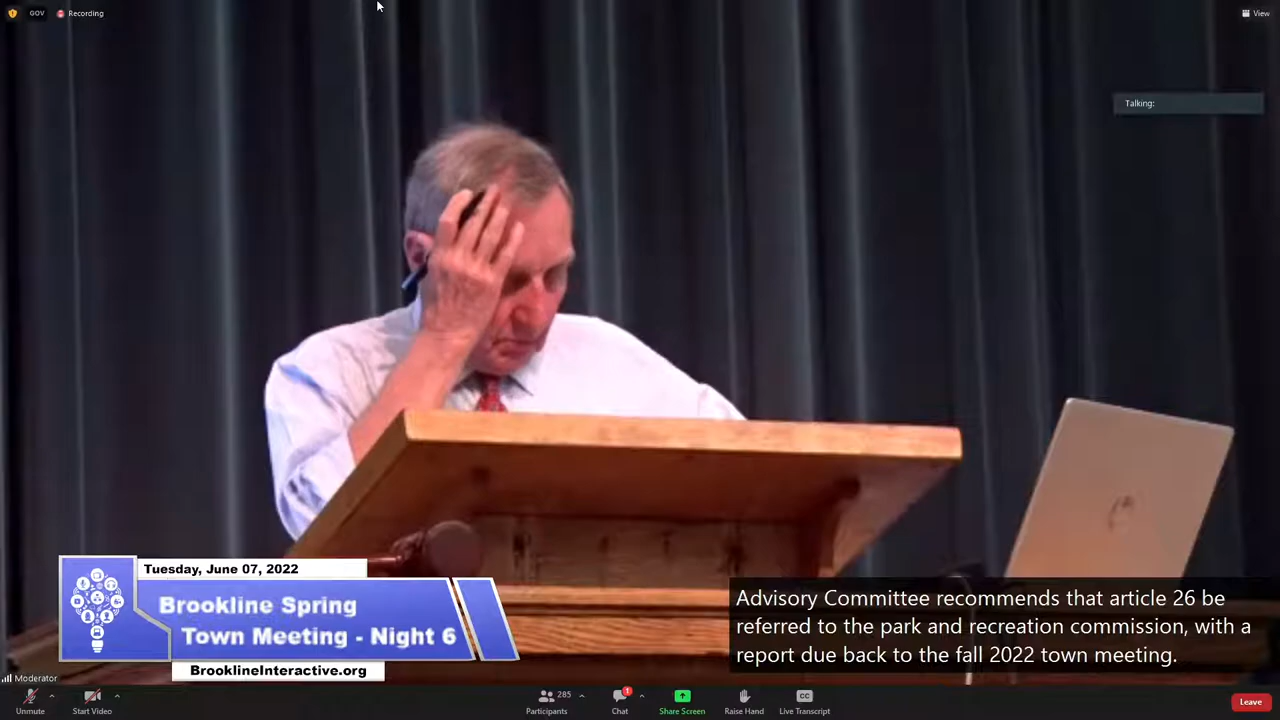 GOV
Recording
View
Talking:
Tuesday, June 07, 2022
Brookline Spring
Town Meeting - Night 6
BrooklineInteractive.org
Advisory Committee recommends that article 26 be
referred to the park and recreation commission, with a
report due back to the fall 2022 town meeting.
Moderator
Unmute
Start Video
285
Participants
1
Chat
Share Screen
Raise Hand
CC
Live Transcript
Leave